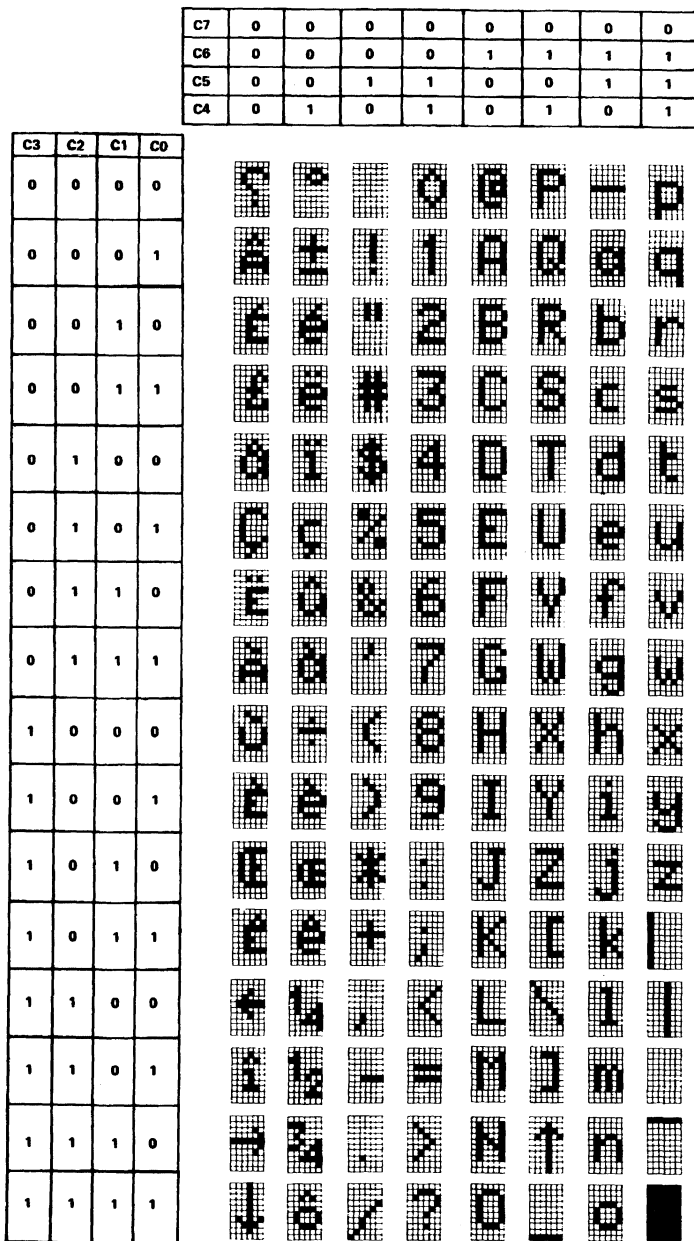 C7 0 0 0 0 0 0 0 0
C6 0 0 0 0 1 1 1 1
C5 0 0 1 1 0 0 1 1
C4 0 1 0 1 0 1 0 1
C3 C2 C1 C0
0 0 0 0 ° 0 @ P — p
0 0 0 1 Â ± ! 1 A Q a q
0 0 1 0 É é " 2 B R b r
0 0 1 1 £ ë # 3 C S c s
0 1 0 0 â ï $ 4 D T d t
0 1 0 1 Ç ç % 5 E U e u
0 1 1 0 Ë û & 6 F V f v
0 1 1 1 À à ' 7 G W g w
1 0 0 0 ù ÷ ( 8 H X h x
1 0 0 1 È è ) 9 I Y i y
1 0 1 0 Œ œ * : J Z j z
1 0 1 1 Ê ê + ; K [ k |
1 1 0 0 ← ¼ , < L \ l |
1 1 0 1 î ½ - = M ] m
1 1 1 0 → ¾ . > N ↑ n ‾
1 1 1 1 ↓ ô / ? O _ o █